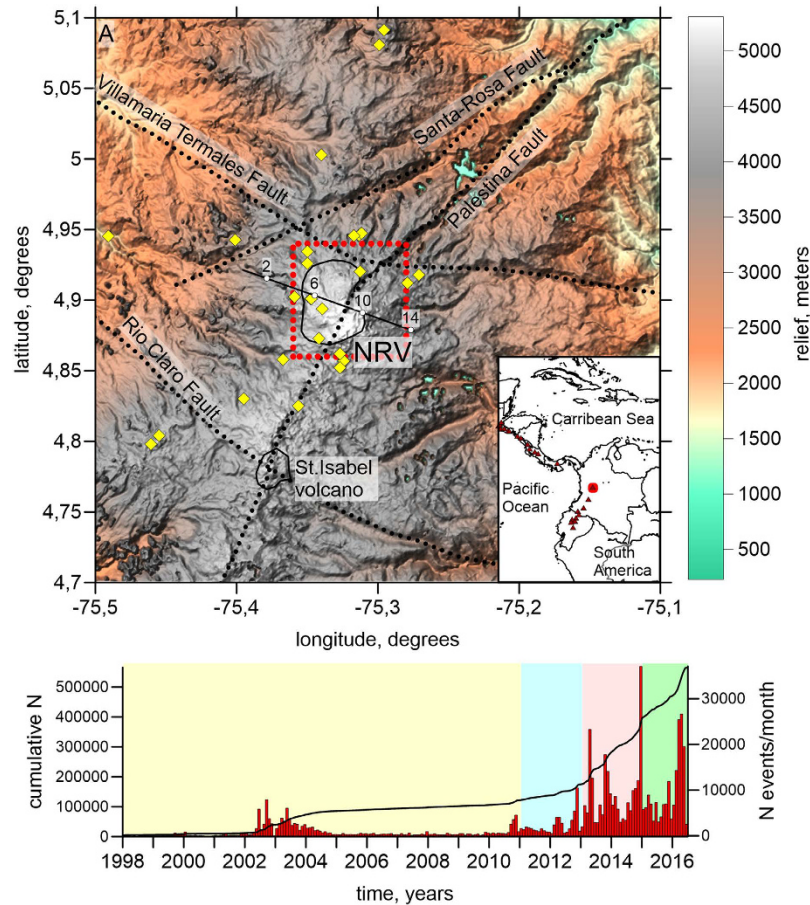 A
5,1
5,05
5
4,95
4,9
4,85
4,8
4,75
4,7
latitude, degrees
-75,5
-75,4
-75,3
-75,2
-75,1
longitude, degrees
Villamaria Termales Fault
Santa-Rosa Fault
Palestina Fault
Rio Claro Fault
2
6
10
14
NRV
St.Isabel
volcano
Carribean Sea
Pacific
Ocean
South
America
5000
4500
4000
3500
3000
2500
2000
1500
1000
500
relief, meters
500000
400000
300000
200000
100000
0
cumulative N
30000
20000
10000
0
N events/month
1998
2000
2002
2004
2006
2008
2010
2012
2014
2016
time, years